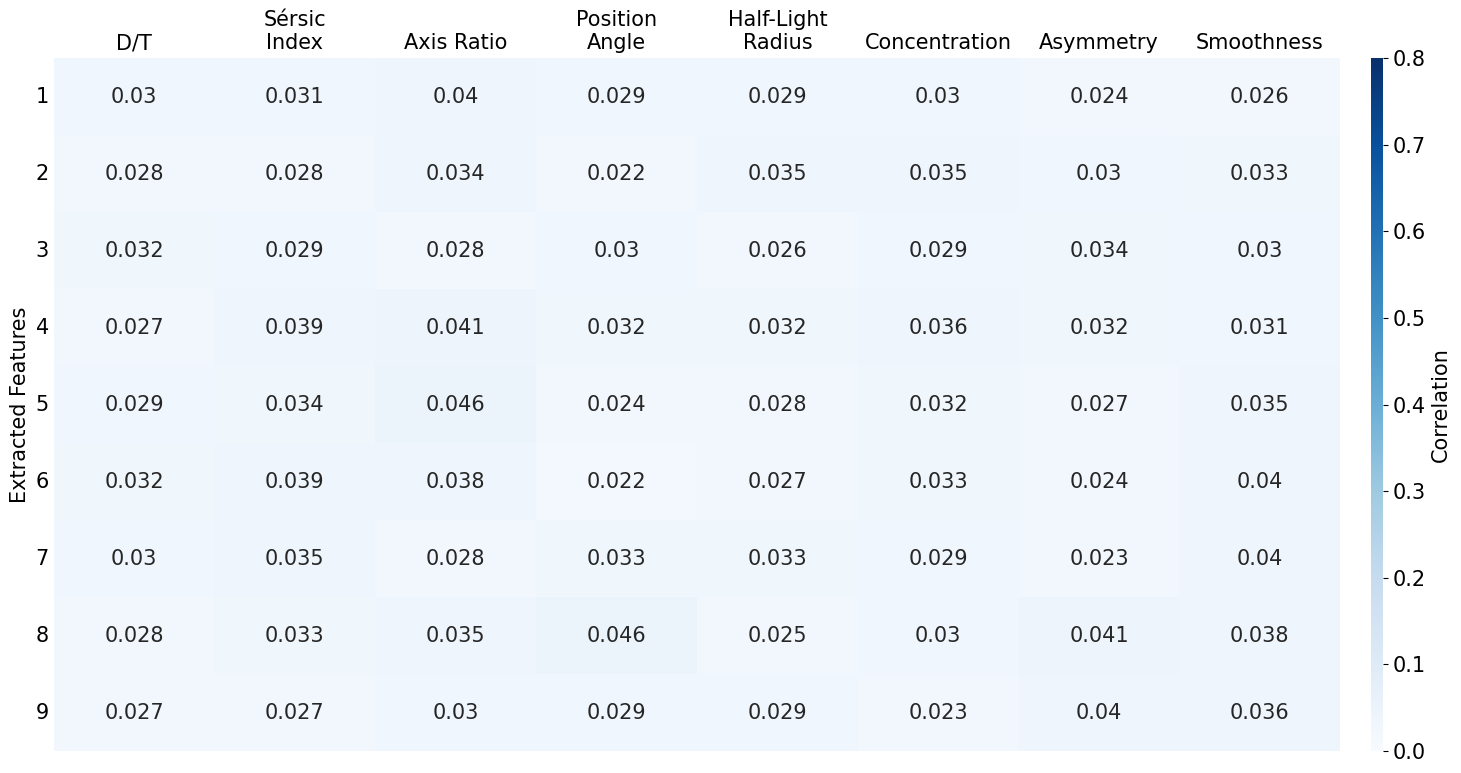 Sérsic
Position
Half-Light
D/T
Index
Axis Ratio
Angle
Radius
Concentration
Asymmetry
Smoothness
1 0.03 0.031 0.04 0.029 0.029 0.03 0.024 0.026
2 0.028 0.028 0.034 0.022 0.035 0.035 0.03 0.033
3 0.032 0.029 0.028 0.03 0.026 0.029 0.034 0.03
4 0.027 0.039 0.041 0.032 0.032 0.036 0.032 0.031
5 0.029 0.034 0.046 0.024 0.028 0.032 0.027 0.035
6 0.032 0.039 0.038 0.022 0.027 0.033 0.024 0.04
7 0.03 0.035 0.028 0.033 0.033 0.029 0.023 0.04
8 0.028 0.033 0.035 0.046 0.025 0.03 0.041 0.038
9 0.027 0.027 0.03 0.029 0.029 0.023 0.04 0.036
Extracted Features
0.8
0.7
0.6
0.5
0.4
0.3
0.2
0.1
0.0
Correlation